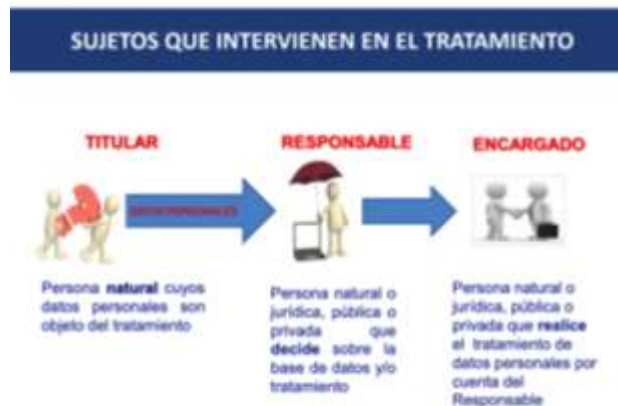 SUJETOS QUE INTERVIENEN EN EL TRATAMIENTO
TITULAR
DATOS PERSONALES
Persona natural cuyos
datos personales son
objeto del tratamiento
RESPONSABLE
Persona natural o
jurídica, pública o
privada que
decide sobre la
base de datos y/o
tratamiento
ENCARGADO
Persona natural o
jurídica, pública o
privada que realice
el tratamiento de
datos personales por
cuenta del
Responsable